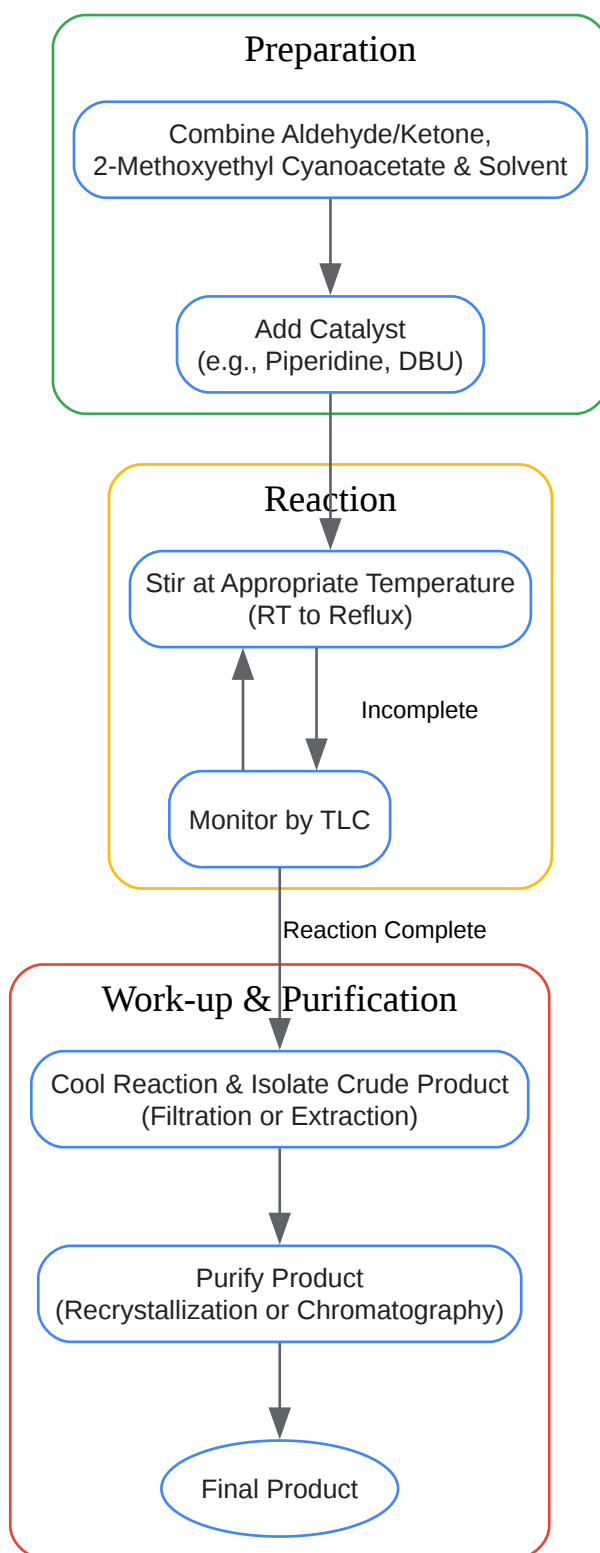 Preparation
Combine Aldehyde/Ketone,
2-Methoxyethyl Cyanoacetate & Solvent
Add Catalyst
(e.g., Piperidine, DBU)
Reaction
Stir at Appropriate Temperature
(RT to Reflux)
Incomplete
Monitor by TLC
Reaction Complete
Work-up & Purification
Cool Reaction & Isolate Crude Product
(Filtration or Extraction)
Purify Product
(Recrystallization or Chromatography)
Final Product